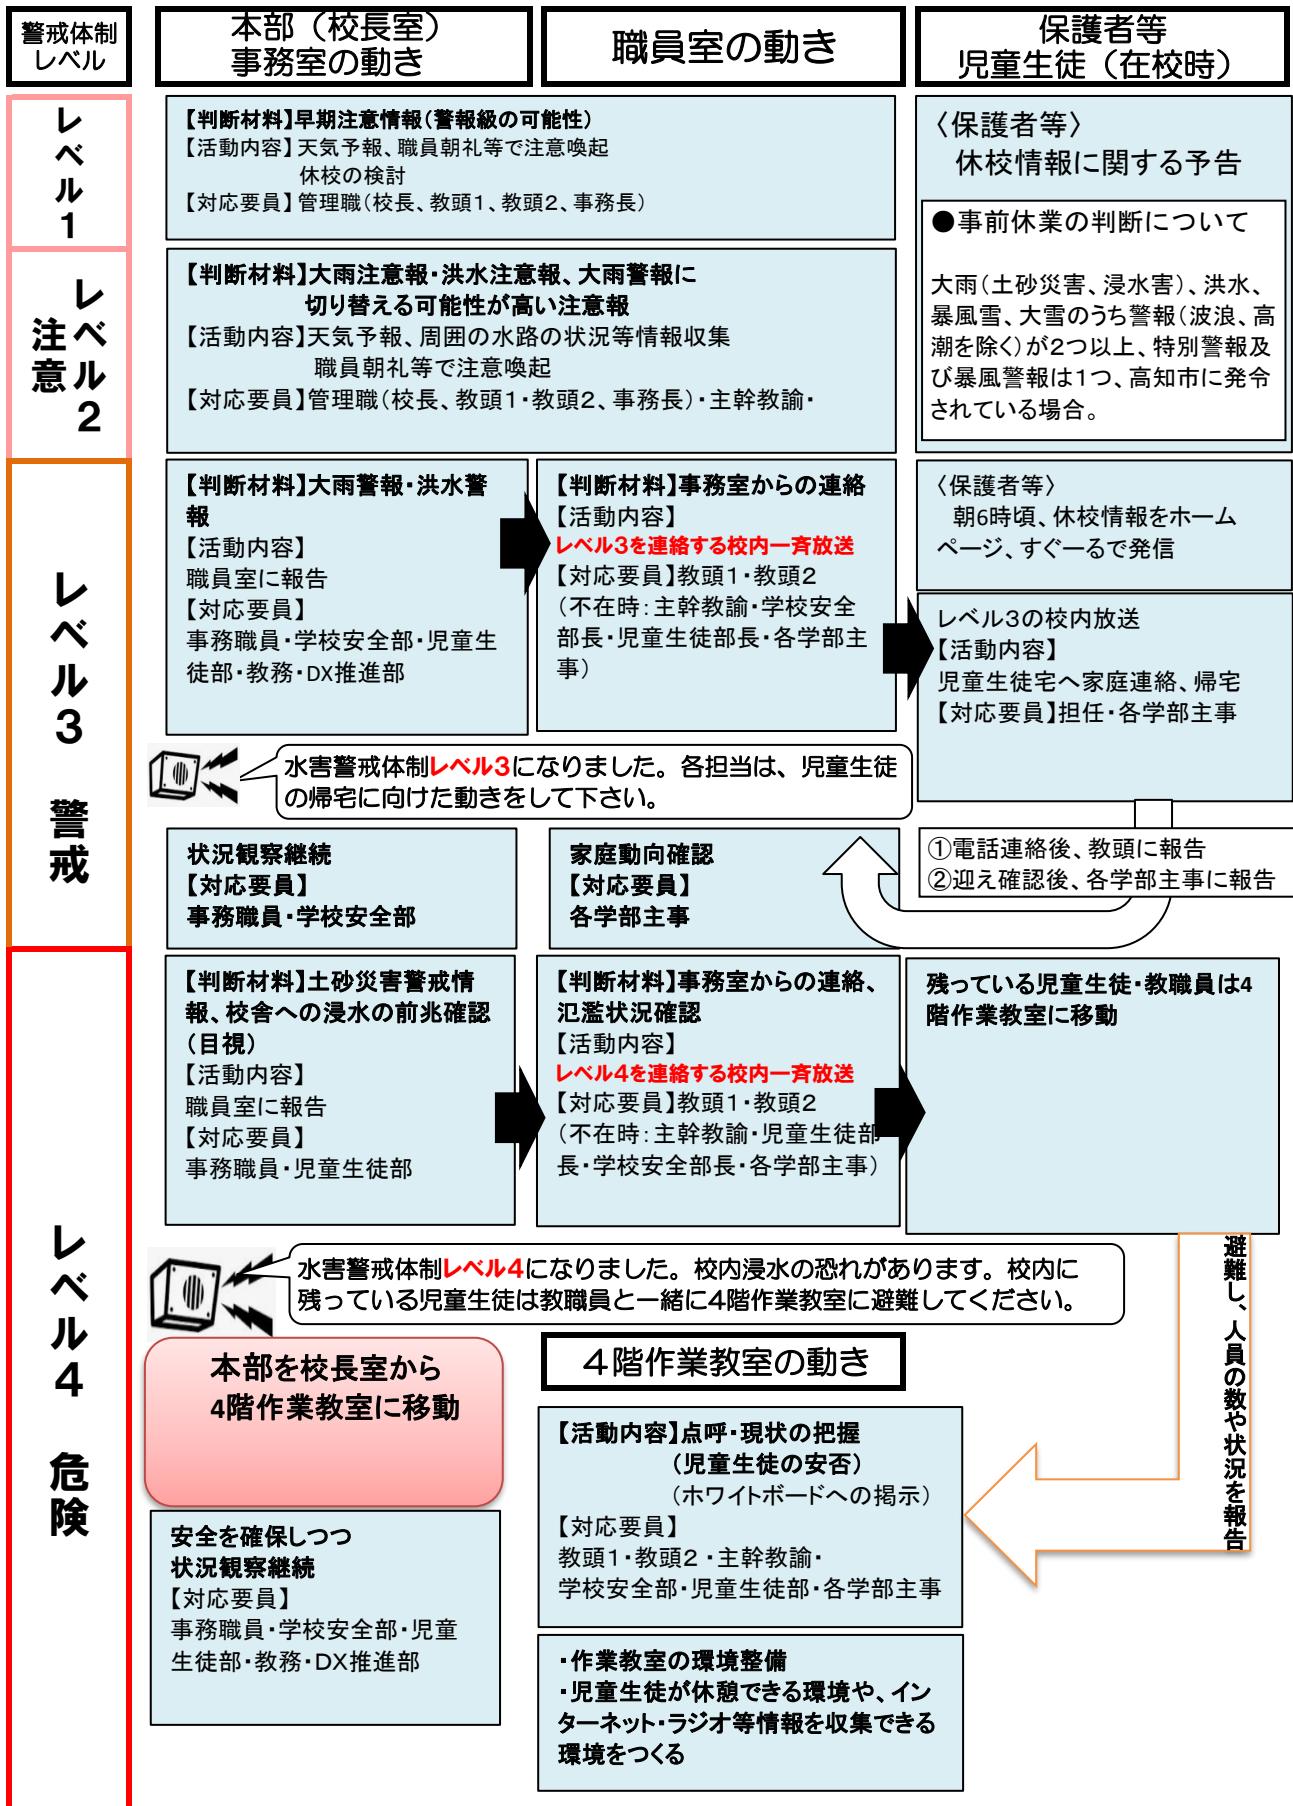 警戒体制
レベル
本部（校長室）
事務室の動き
職員室の動き
保護者等
児童生徒（在校時）
レベル1
【判断材料】早期注意情報（警報級の可能性）
【活動内容】天気予報、職員朝礼等で注意喚起
休校の検討
【対応要員】管理職（校長、教頭1、教頭2、事務長）
〈保護者等〉
休校情報に関する予告
●事前休業の判断について
大雨（土砂災害、浸水害）、洪水、
暴風雪、大雪のうち警報（波浪、高
潮を除く）が2つ以上、特別警報及
び暴風警報は1つ、高知市に発令
されている場合。
レベル2
注意
【判断材料】大雨注意報・洪水注意報、大雨警報に
切り替える可能性が高い注意報
【活動内容】天気予報、周囲の水路の状況等情報収集
職員朝礼等で注意喚起
【対応要員】管理職（校長、教頭1・教頭2、事務長）・主幹教諭・
レベル3 警戒
【判断材料】大雨警報・洪水警
報
【活動内容】
職員室に報告
【対応要員】
事務職員・学校安全部・児童生
徒部・教務・DX推進部
【判断材料】事務室からの連絡
【活動内容】
レベル3を連絡する校内一斉放送
【対応要員】教頭1・教頭2
（不在時：主幹教諭・学校安全
部長・児童生徒部長・各学部主
事）
〈保護者等〉
朝6時頃、休校情報をホーム
ページ、すぐーるで発信
レベル3の校内放送
【活動内容】
児童生徒宅へ家庭連絡、帰宅
【対応要員】担任・各学部主事
水害警戒体制レベル3になりました。各担当は、児童生徒
の帰宅に向けた動きをして下さい。
状況観察継続
【対応要員】
事務職員・学校安全部
家庭動向確認
【対応要員】
各学部主事
①電話連絡後、教頭に報告
②迎え確認後、各学部主事に報告
レベル4 危険
【判断材料】土砂災害警戒情
報、校舎への浸水の前兆確認
（目視）
【活動内容】
職員室に報告
【対応要員】
事務職員・児童生徒部
【判断材料】事務室からの連絡、
氾濫状況確認
【活動内容】
レベル4を連絡する校内一斉放送
【対応要員】教頭1・教頭2
（不在時：主幹教諭・児童生徒部
長・学校安全部長・各学部主事）
残っている児童生徒・教職員は4
階作業教室に移動
水害警戒体制レベル4になりました。校内浸水の恐れがあります。校内に
残っている児童生徒は教職員と一緒に4階作業教室に避難してください。
避難し、人員の数や状況を報告
本部を校長室から
4階作業教室に移動
4階作業教室の動き
【活動内容】点呼・現状の把握
（児童生徒の安否）
（ホワイトボードへの掲示）
【対応要員】
教頭1・教頭2・主幹教諭・
学校安全部・児童生徒部・各学部主事
安全を確保しつつ
状況観察継続
【対応要員】
事務職員・学校安全部・児童
生徒部・教務・DX推進部
・作業教室の環境整備
・児童生徒が休憩できる環境や、イン
ターネット・ラジオ等情報を収集できる
環境をつくる